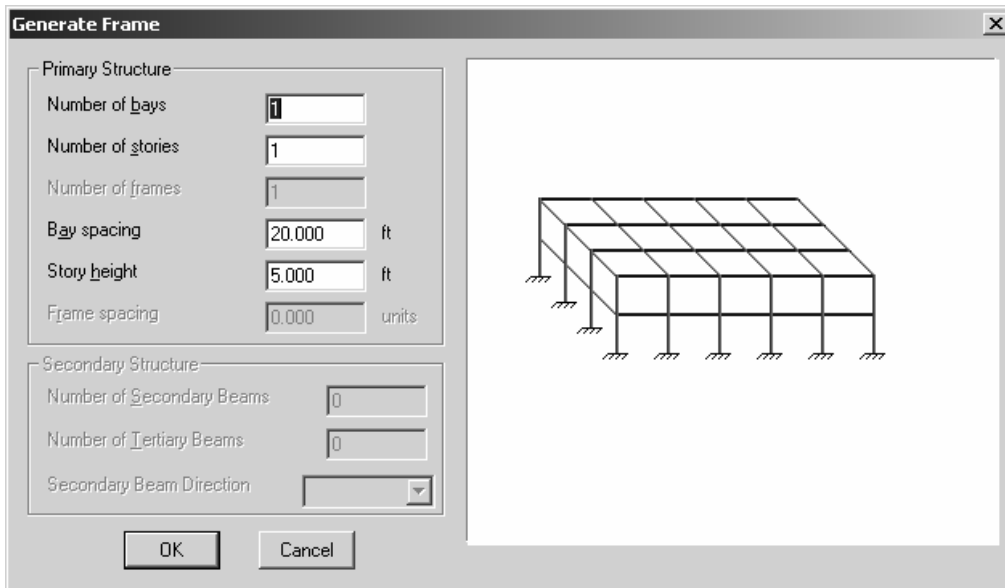 Generate Frame
Primary Structure
Number of bays 1
Number of stories 1
Number of frames 1
Bay spacing 20.000 ft
Story height 5.000 ft
Frame spacing 0.000 units
Secondary Structure
Number of Secondary Beams 0
Number of Tertiary Beams 0
Secondary Beam Direction
OK Cancel